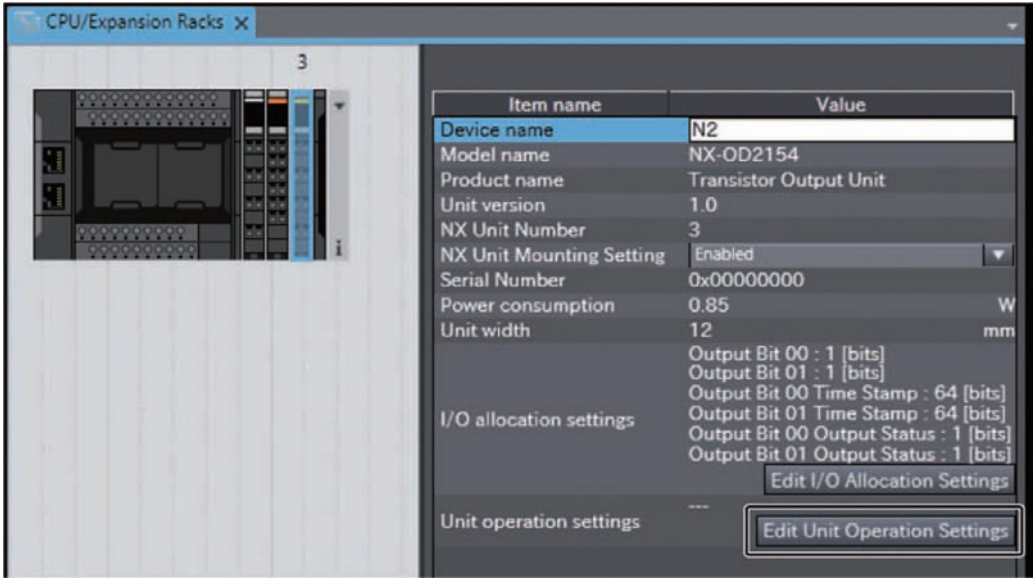 CPU/Expansion Racks X
3
Item name Value
Device name N2
Model name NX-OD2154
Product name Transistor Output Unit
Unit version 1.0
NX Unit Number 3
NX Unit Mounting Setting Enabled
Serial Number 0x00000000
Power consumption 0.85 W
Unit width 12 mm
I/O allocation settings
Output Bit 00 : 1 [bits]
Output Bit 01 : 1 [bits]
Output Bit 00 Time Stamp : 64 [bits]
Output Bit 01 Time Stamp : 64 [bits]
Output Bit 00 Output Status : 1 [bits]
Output Bit 01 Output Status : 1 [bits]
Edit I/O Allocation Settings
Unit operation settings ---
Edit Unit Operation Settings